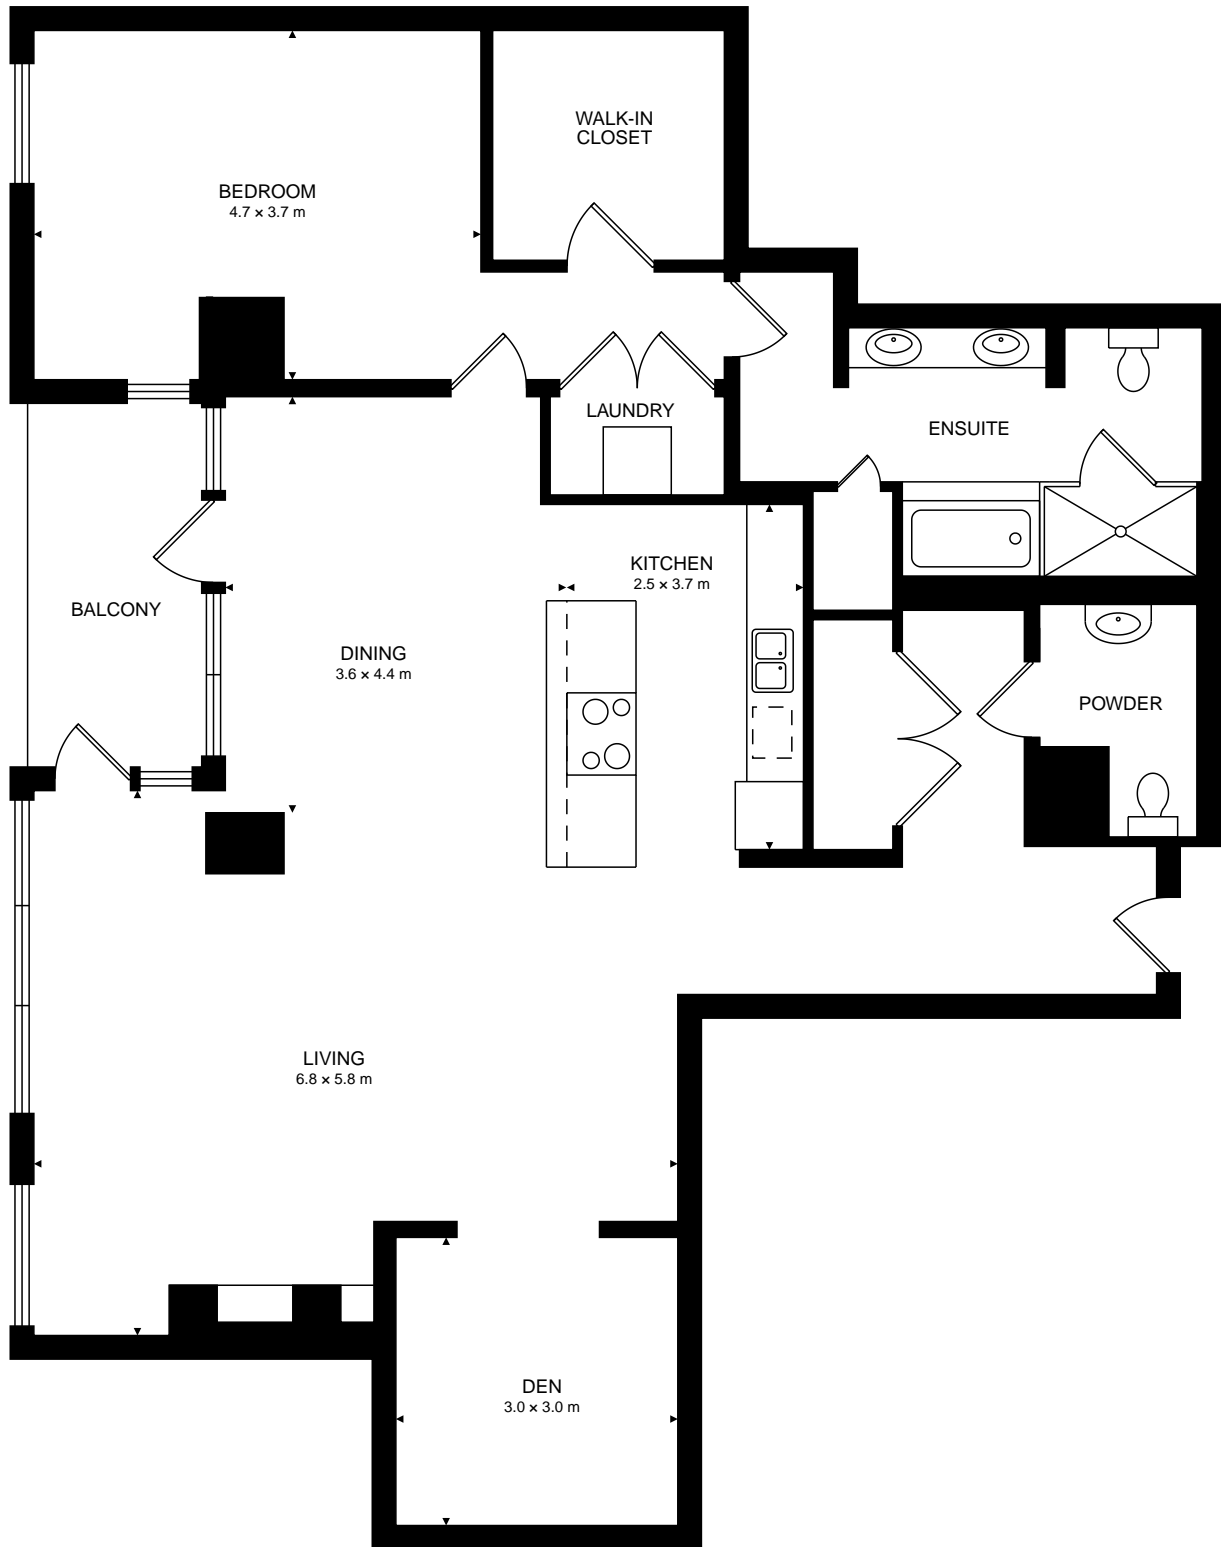 WALK-IN
CLOSET
BEDROOM
4.7 × 3.7 m
LAUNDRY
ENSUITE
KITCHEN
2.5 × 3.7 m
BALCONY
DINING
3.6 × 4.4 m
POWDER
LIVING
6.8 × 5.8 m
DEN
3.0 × 3.0 m